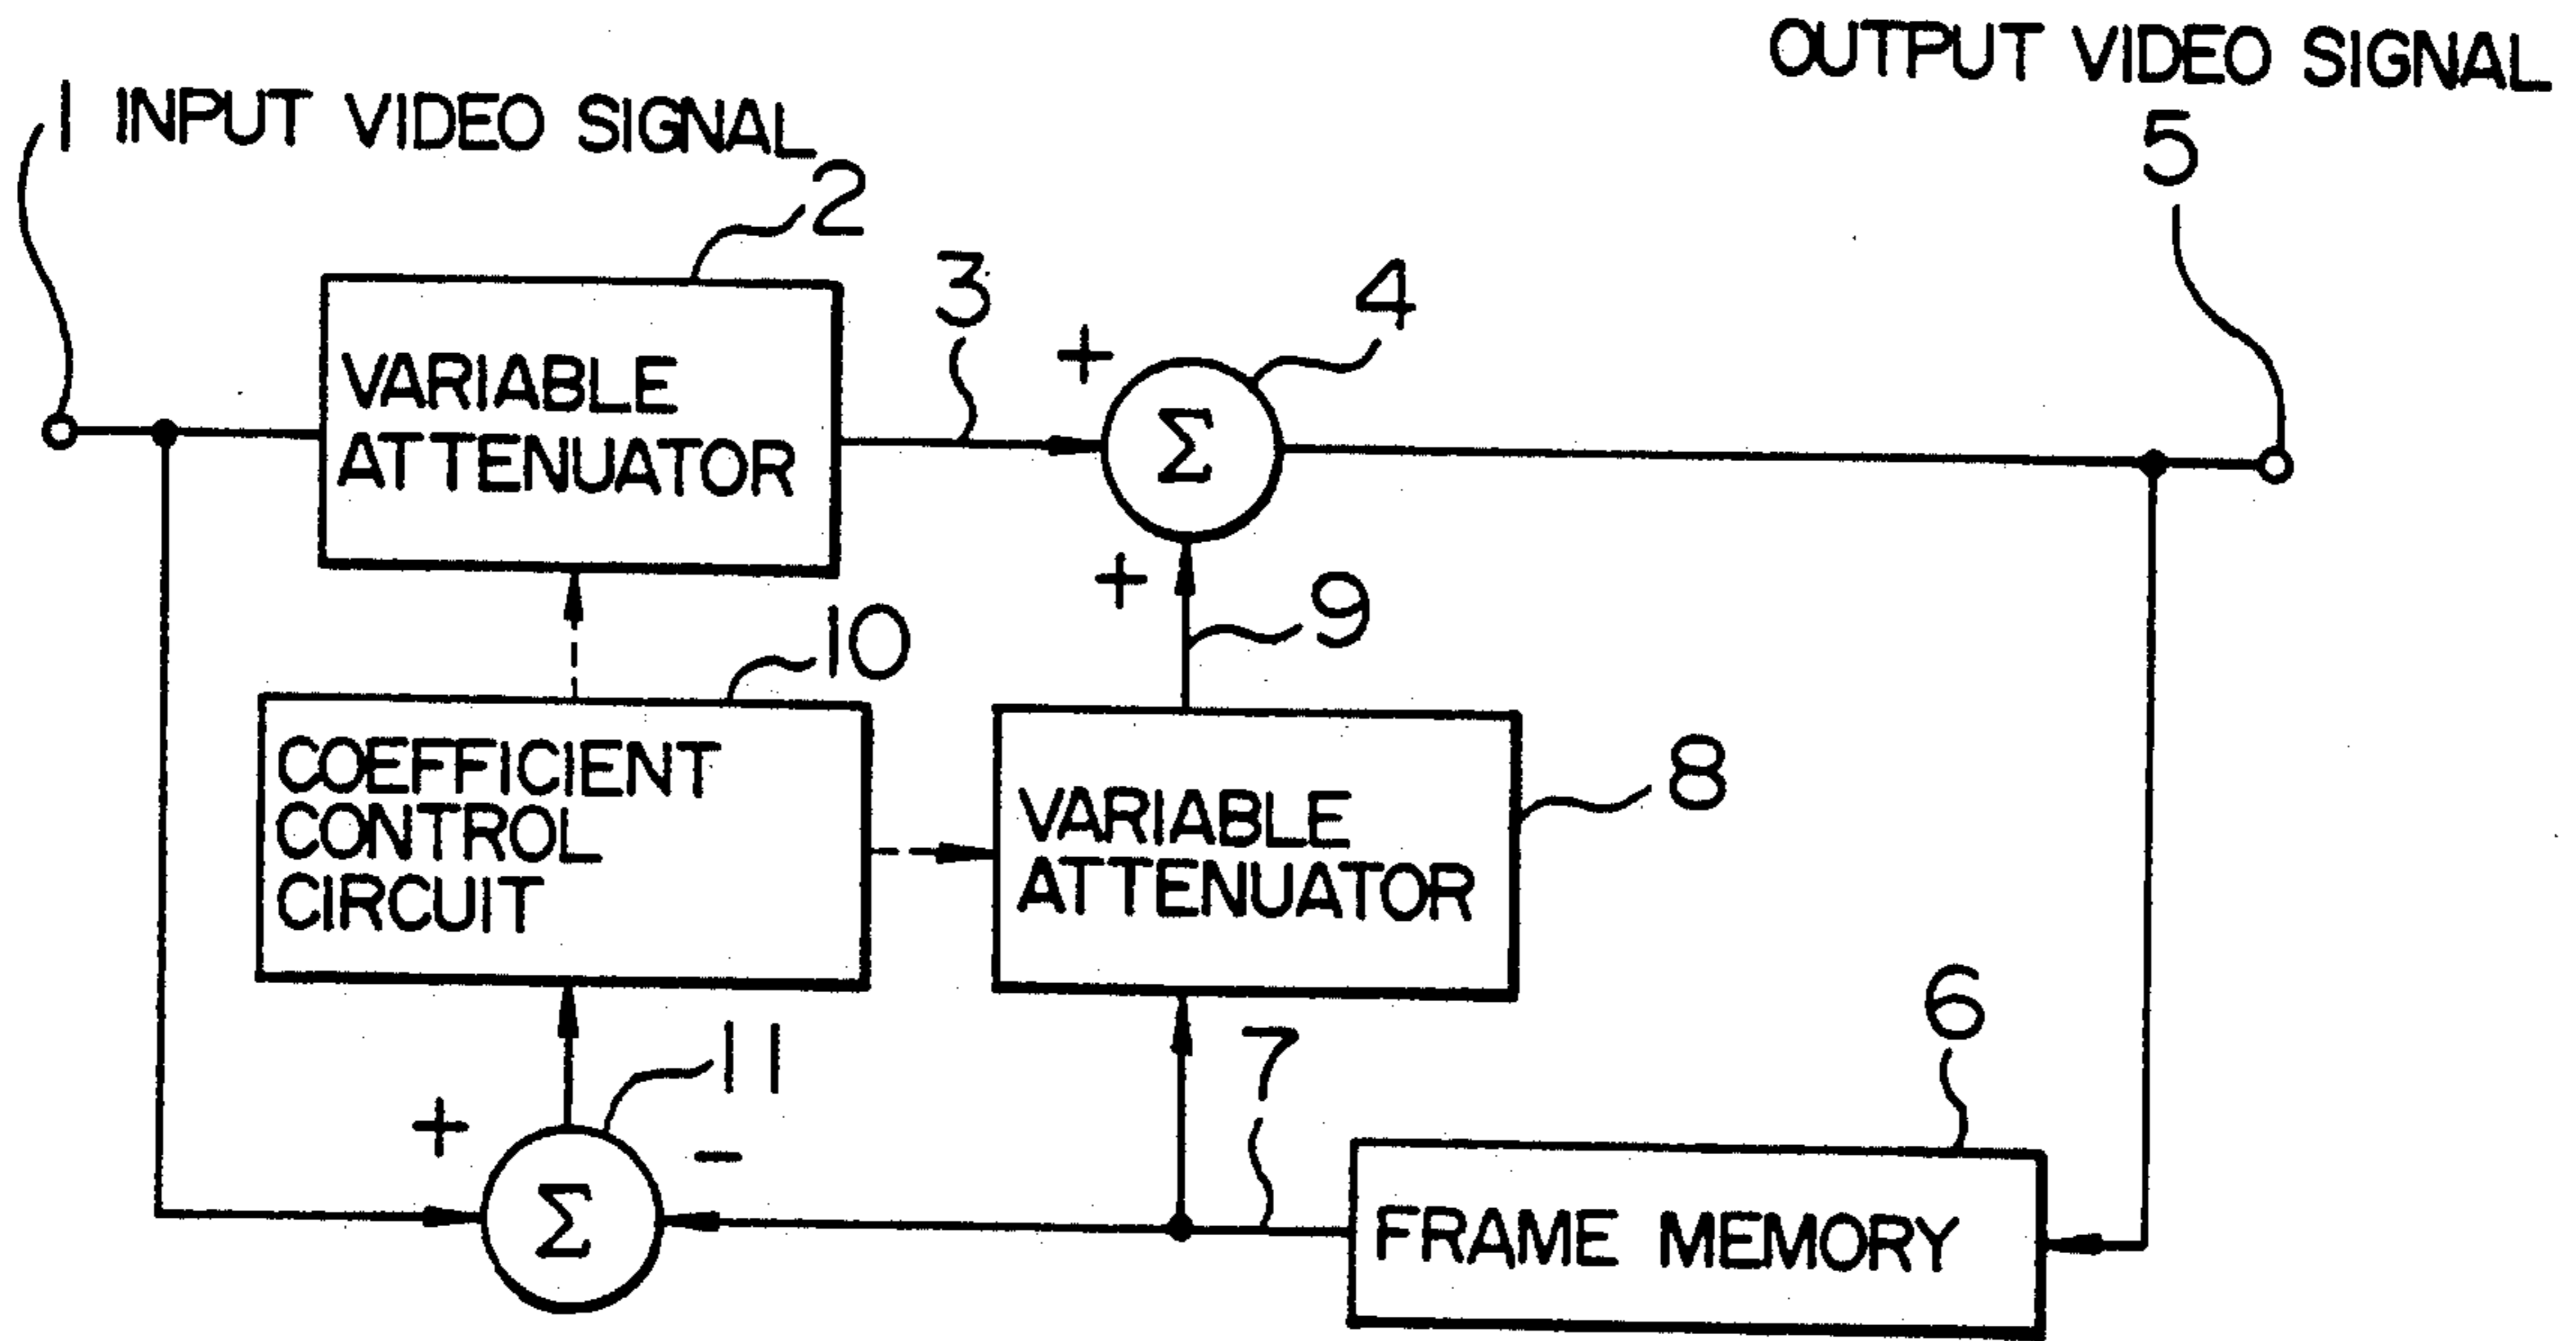 OUTPUT VIDEO SIGNAL
5
1 INPUT VIDEO SIGNAL
2
3
4
+
VARIABLE
ATTENUATOR
Σ
+
9
10
COEFFICIENT
CONTROL
CIRCUIT
8
VARIABLE
ATTENUATOR
6
7
11
+
-
Σ
FRAME MEMORY